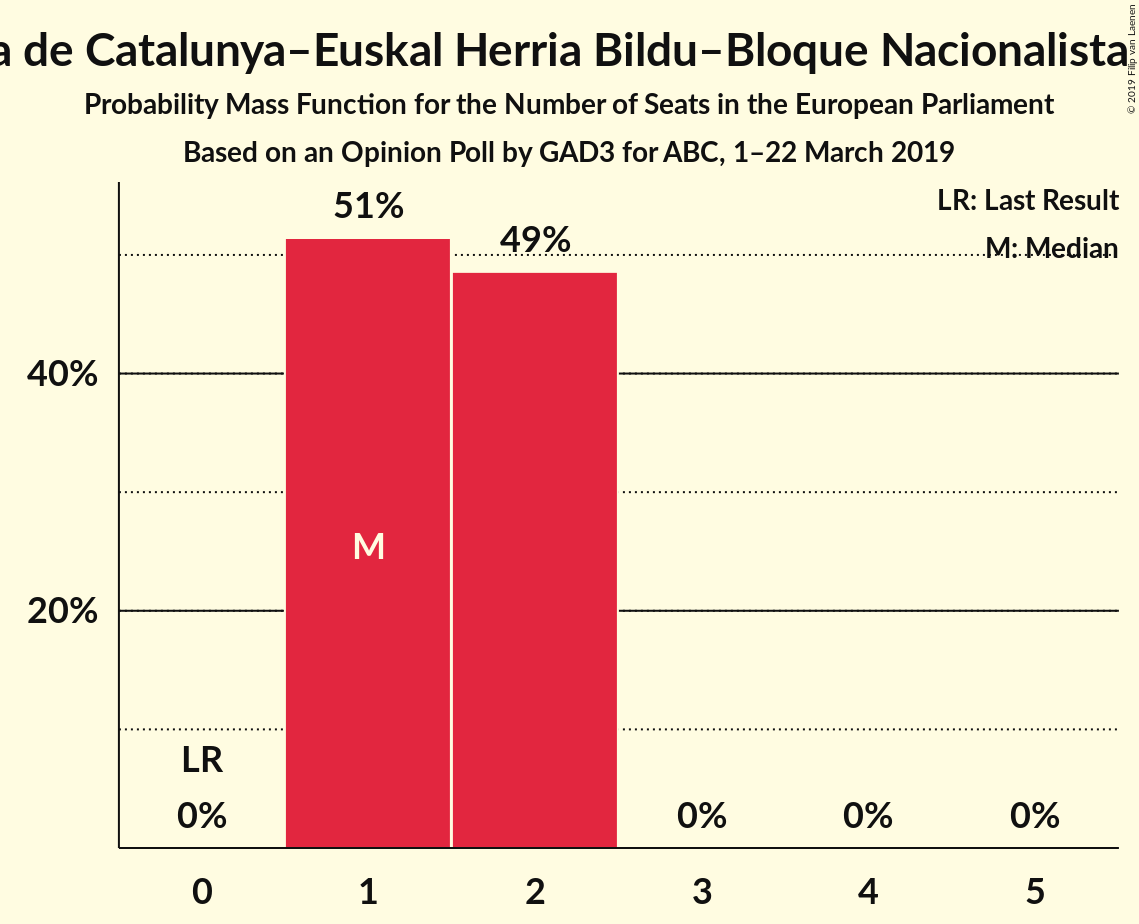 a de Catalunya–Euskal Herria Bildu–Bloque Nacionalista
Probability Mass Function for the Number of Seats in the European Parliament
Based on an Opinion Poll by GAD3 for ABC, 1–22 March 2019
© 2019 Filip van Laenen
LR: Last Result
M: Median
51%
49%
40%
20%
M
LR
0%
0%
0%
0%
0
1
2
3
4
5